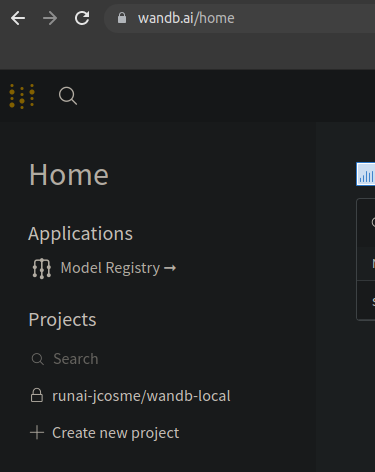 wandb.ai/home
Home
Applications
Model Registry →
Projects
Search
runai-jcosme/wandb-local
Create new project